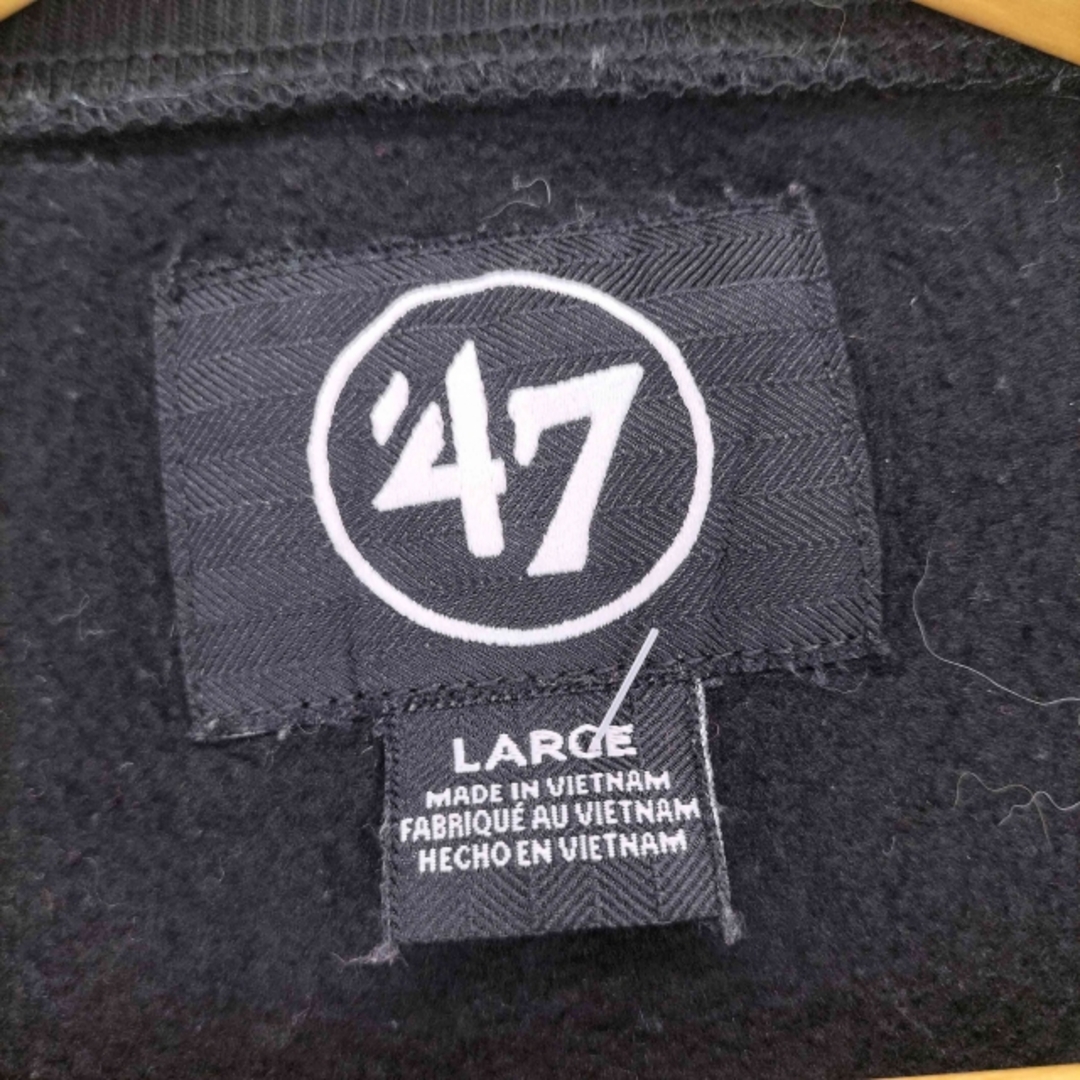 '47
LARGE
MADE IN VIETNAM
FABRIQUÉ AU VIETNAM
HECHO EN VIETNAM